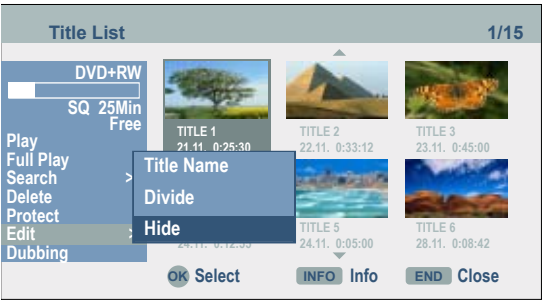 Title List 1/15
DVD+RW
SQ 25Min
Free
Play
Full Play
Search >
Delete
Protect
Edit
Dubbing
Title Name
Divide
Hide
TITLE 1
21.11. 0:25:30
TITLE 2
22.11. 0:33:12
TITLE 3
23.11. 0:45:00
TITLE 5
24.11. 0:05:00
TITLE 6
28.11. 0:08:42
OK Select
INFO Info
END Close